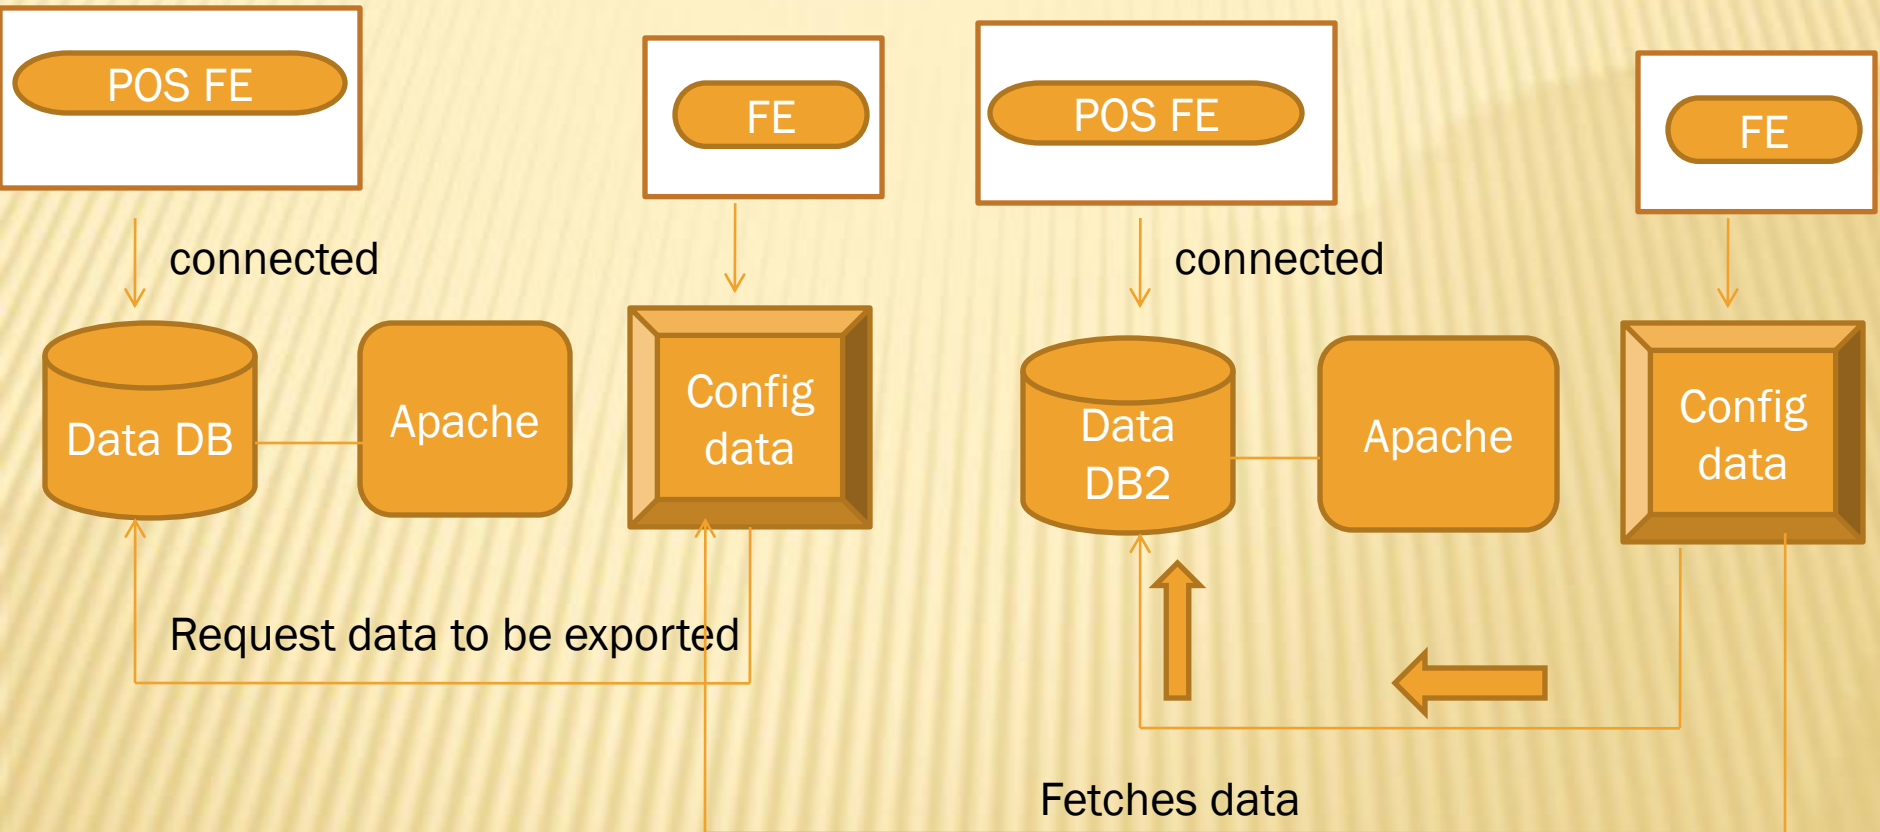 POS FE
FE
POS FE
FE
connected
connected
Data DB
Apache
Config
data
Data
DB2
Apache
Config
data
Request data to be exported
Fetches data